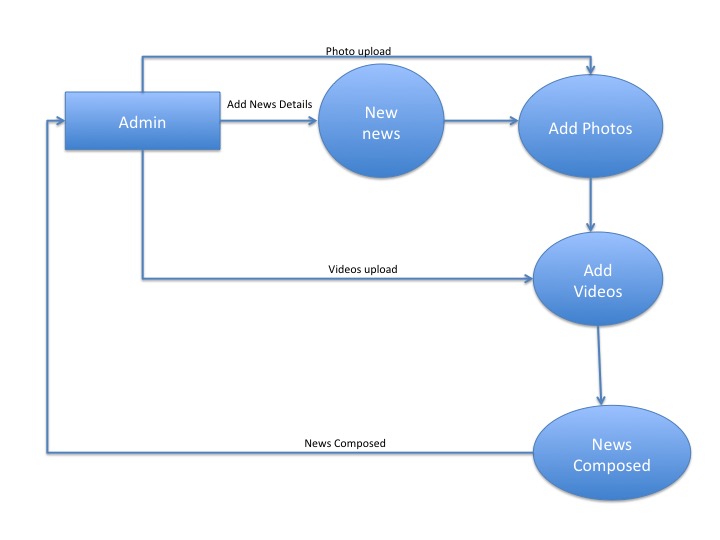 Photo upload
Admin
Add News Details
New
news
Add Photos
Videos upload
Add
Videos
News Composed
News
Composed